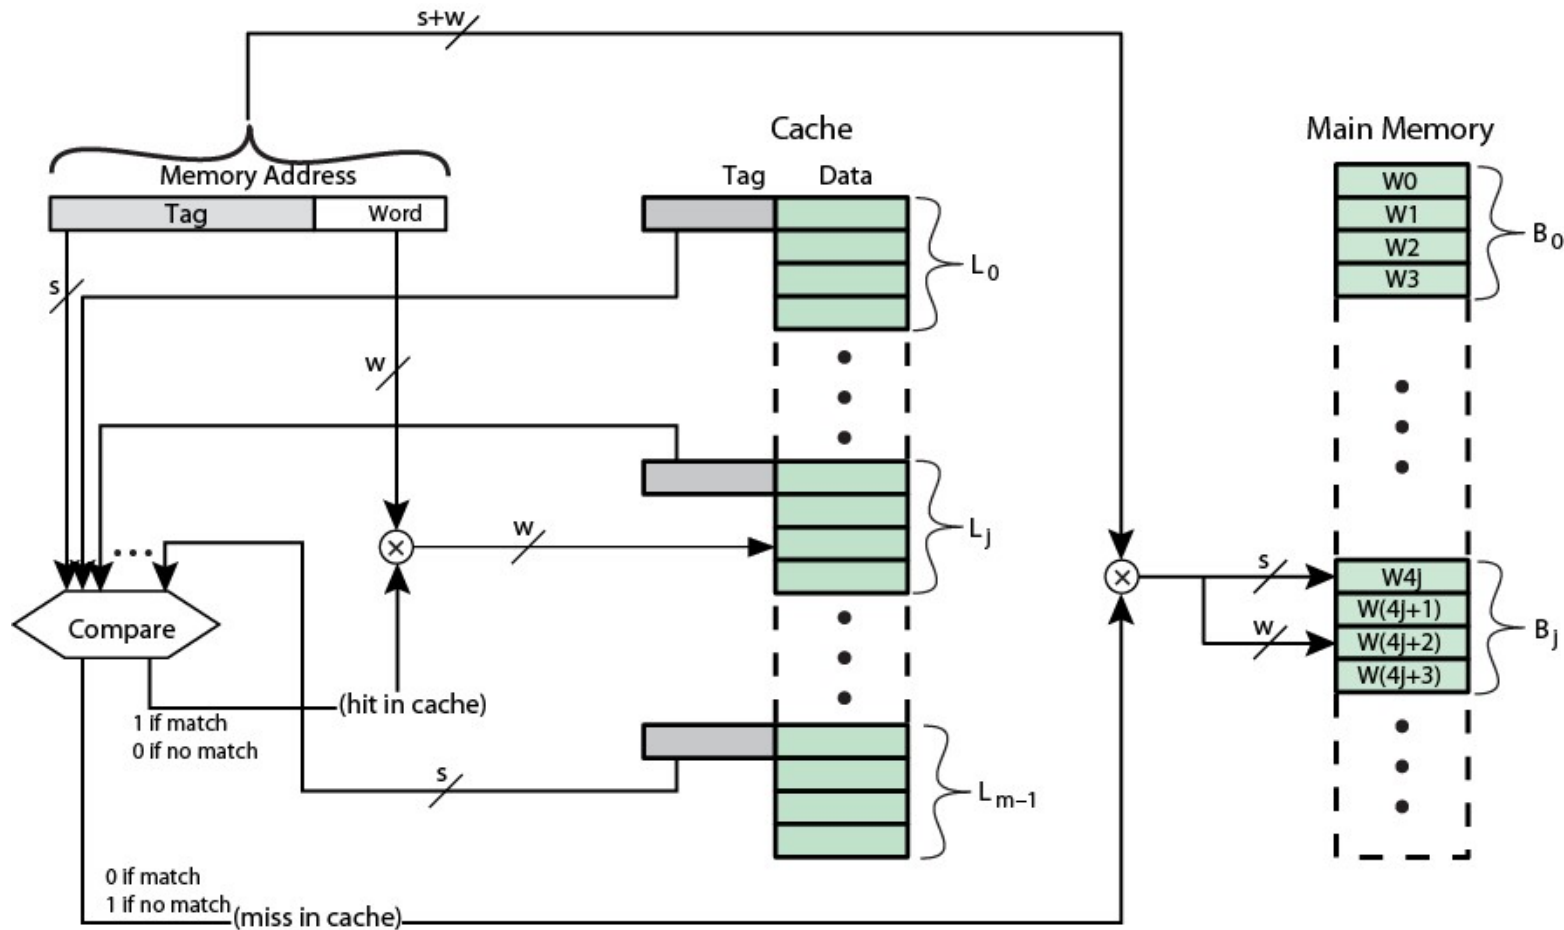 s+w
Cache
Main Memory
Memory Address
Tag Data
Tag Word
W0
W1
W2
W3
B0
L0
s
w
Lj
w
s
W4j
W(4j+1)
w
W(4j+2)
W(4j+3)
Bj
Compare
(hit in cache)
1 if match
0 if no match
s
Lm–1
0 if match
1 if no match
(miss in cache)